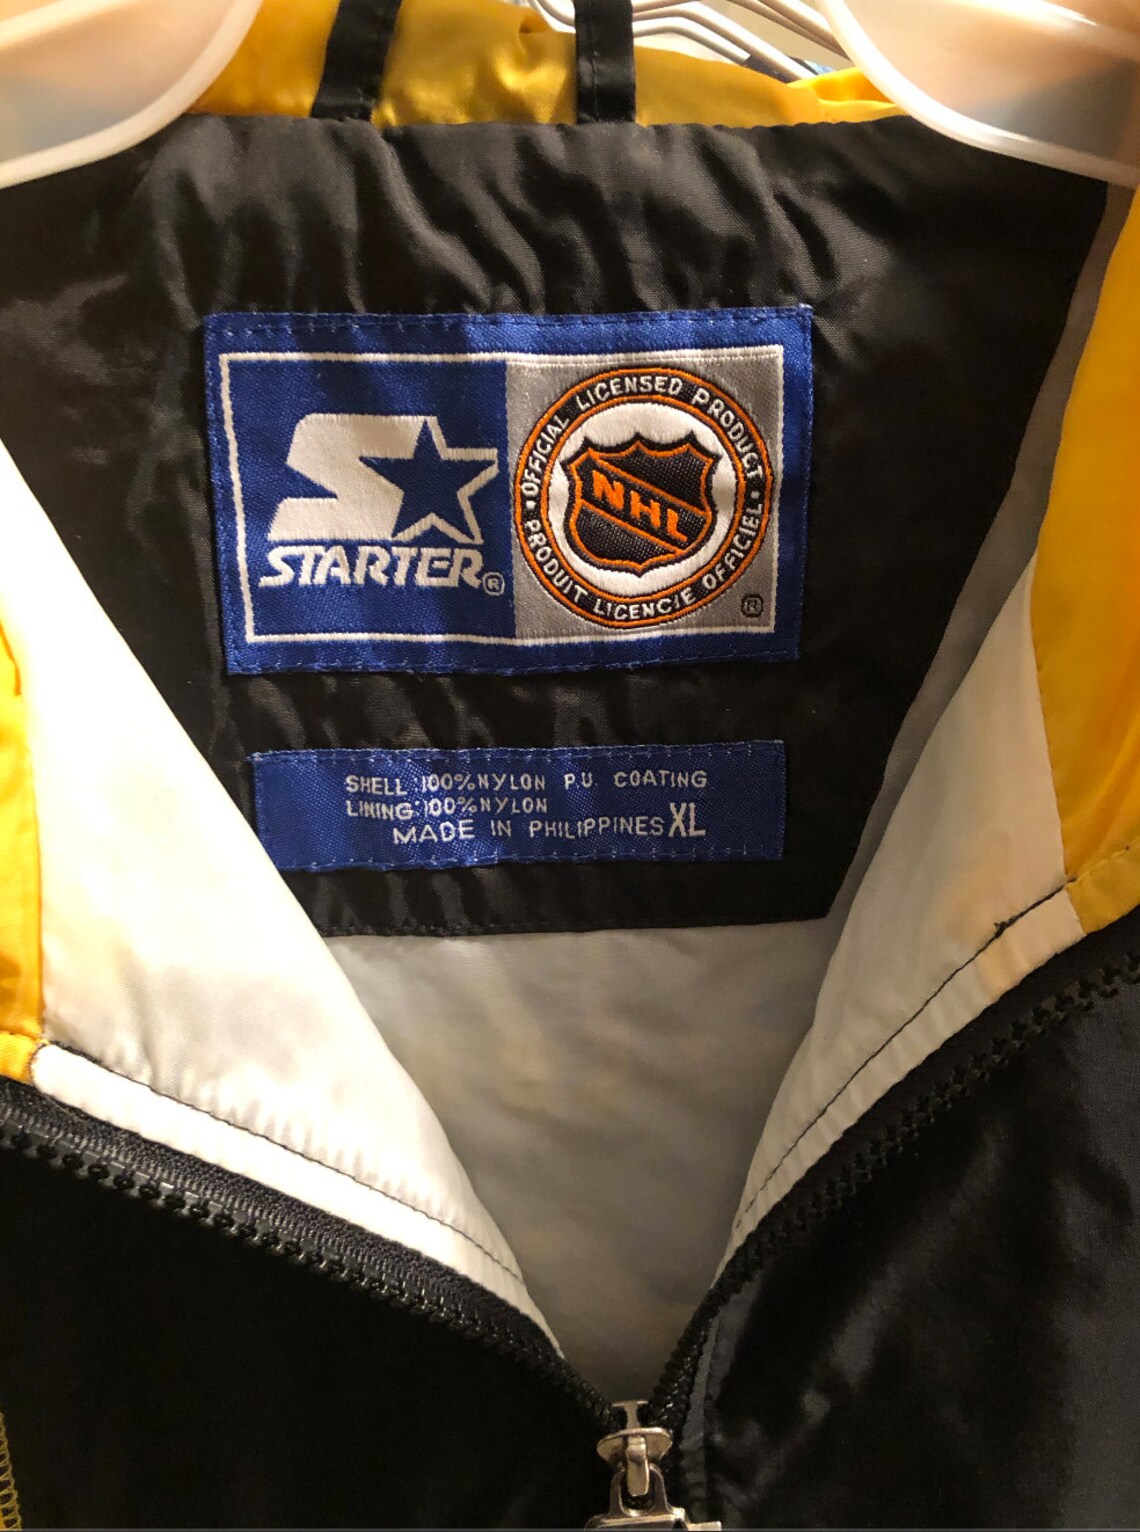 STARTER®
• OFFICIAL LICENSED PRODUCT •
NHL
PRODUIT LICENCIE OFFICIEL
®
SHELL:100%NYLON P.U. COATING
LINING:100%NYLON
MADE IN PHILIPPINES XL